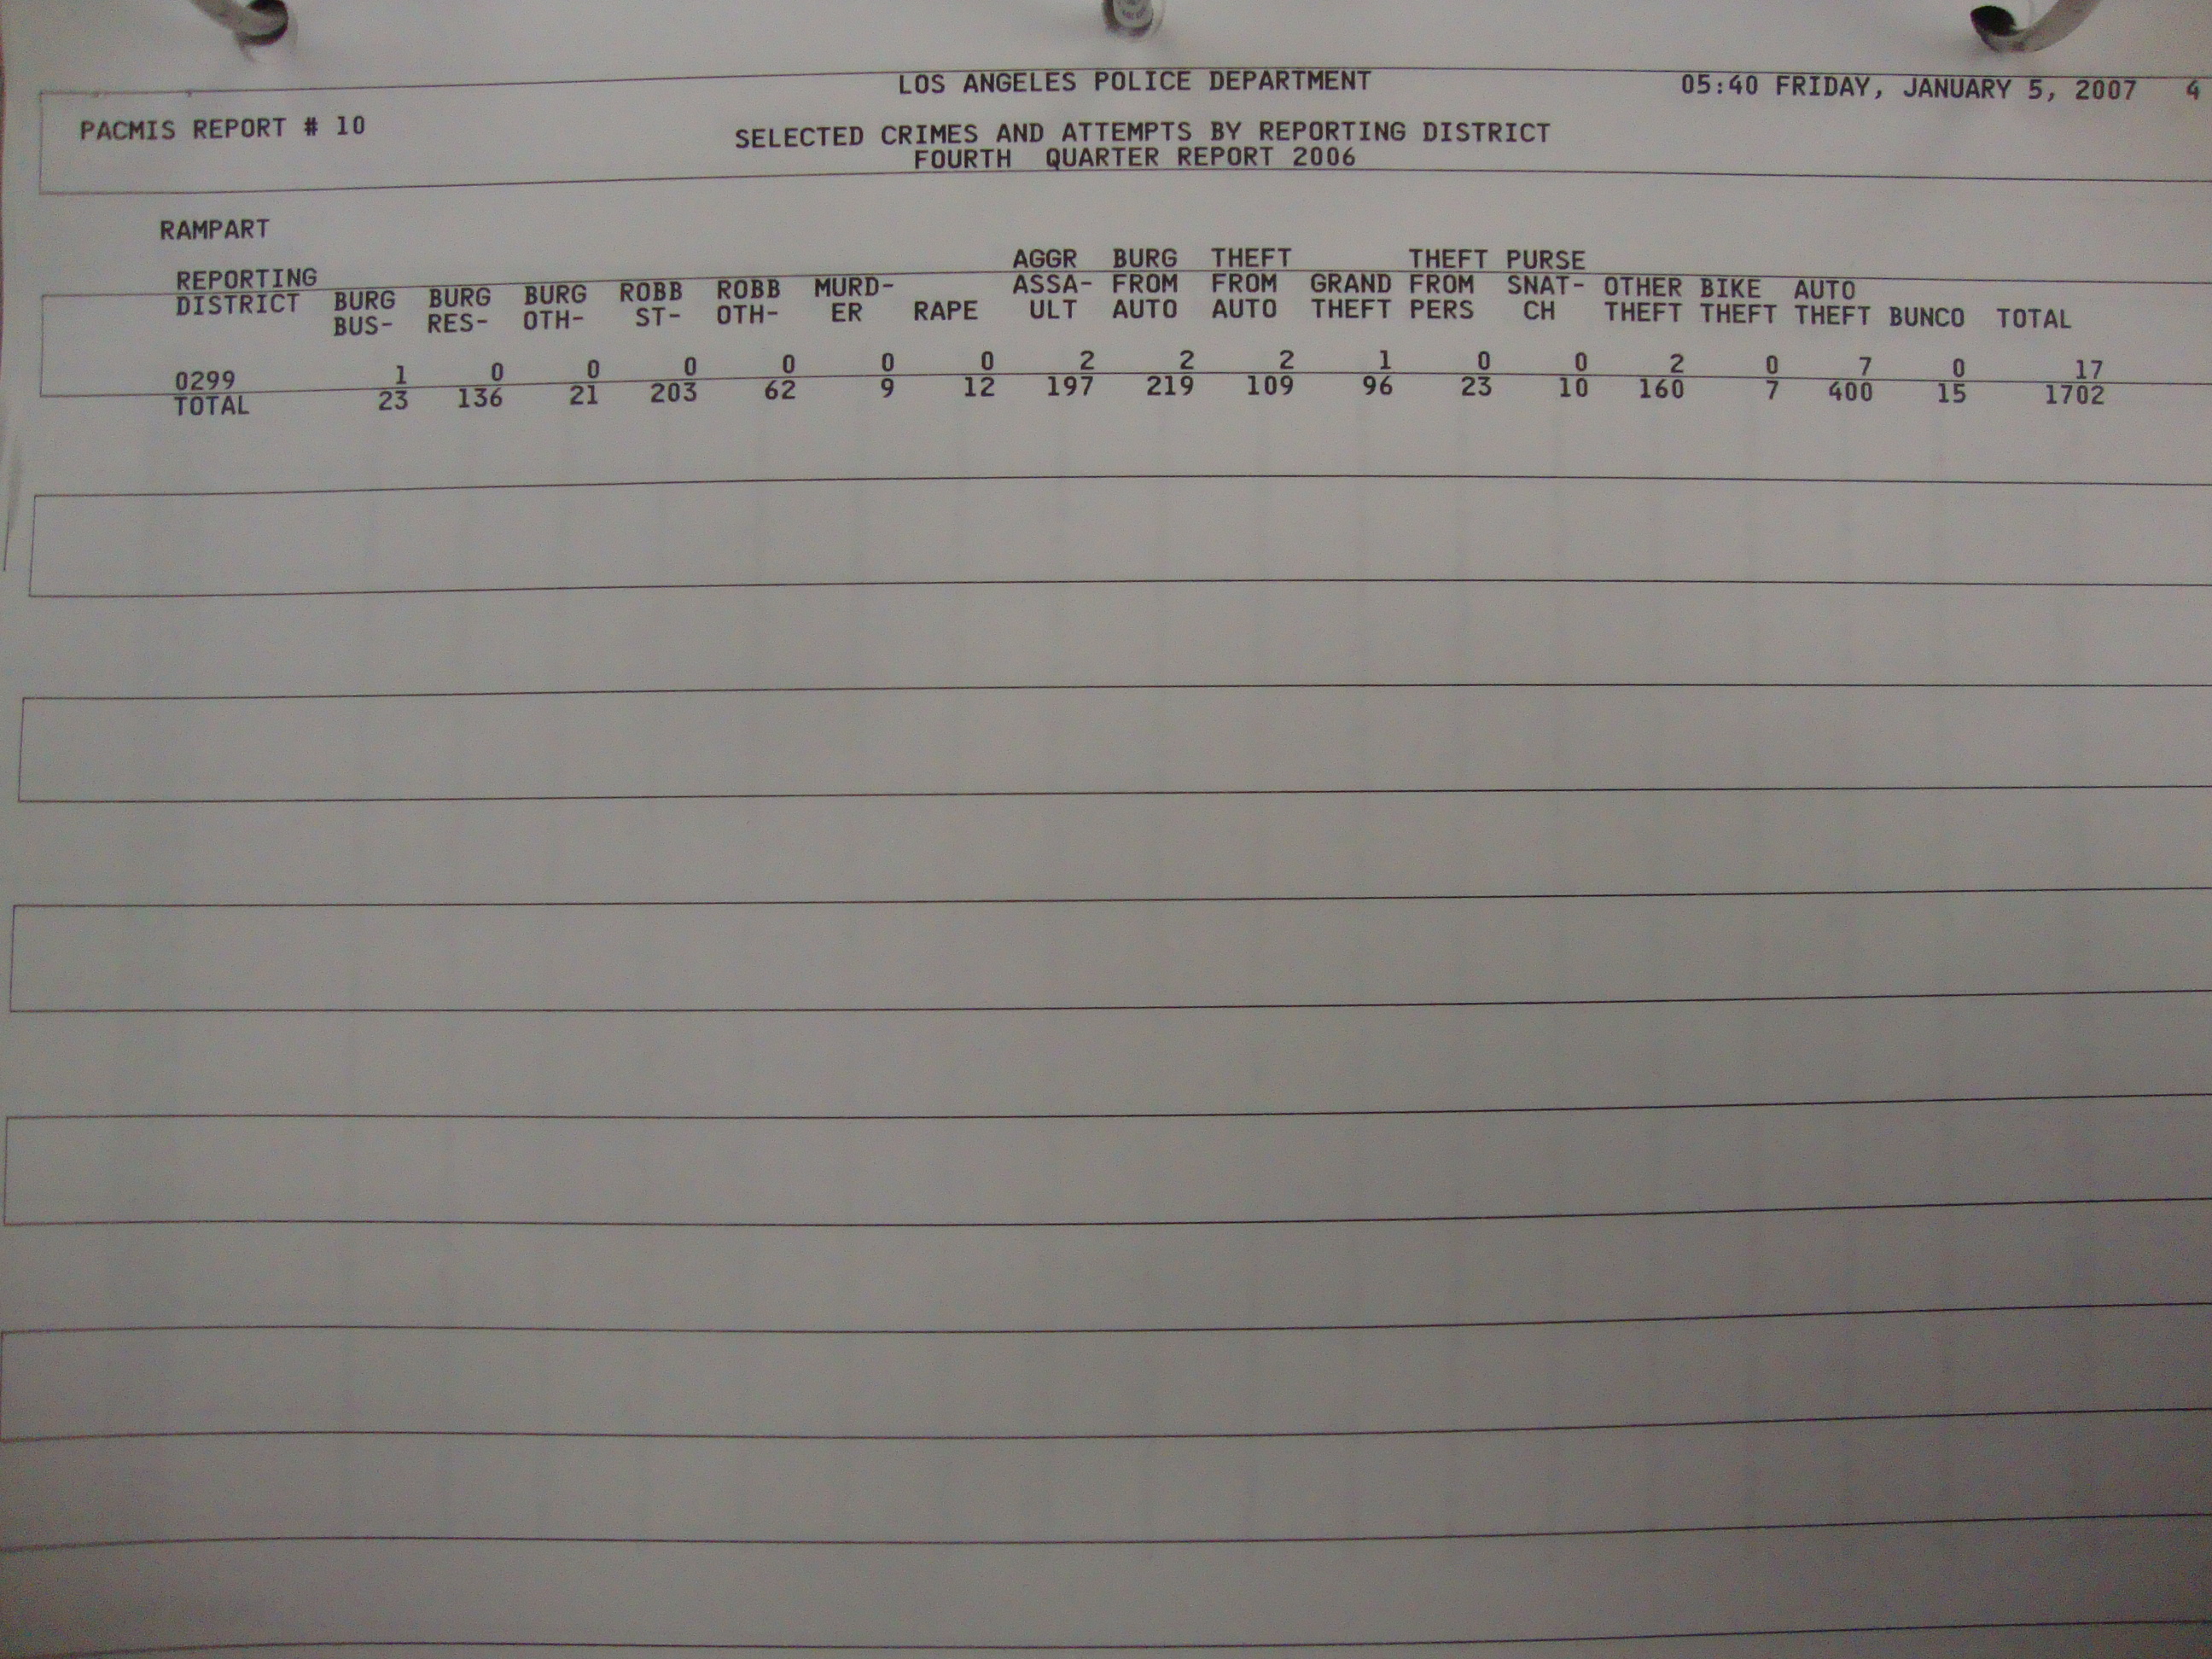 LOS ANGELES POLICE DEPARTMENT 05:40 FRIDAY, JANUARY 5, 2007 4
PACMIS REPORT # 10
SELECTED CRIMES AND ATTEMPTS BY REPORTING DISTRICT
FOURTH QUARTER REPORT 2006
RAMPART
AGGR BURG THEFT THEFT PURSE
REPORTING BURG BURG BURG ROBB ROBB MURD- ASSA- FROM FROM GRAND FROM SNAT- OTHER BIKE AUTO
DISTRICT BUS- RES- OTH- ST- OTH- ER RAPE ULT AUTO AUTO THEFT PERS CH THEFT THEFT THEFT BUNCO TOTAL
0299 1 0 0 0 0 0 0 2 2 2 1 0 0 2 0 7 0 17
TOTAL 23 136 21 203 62 9 12 197 219 109 96 23 10 160 7 400 15 1702